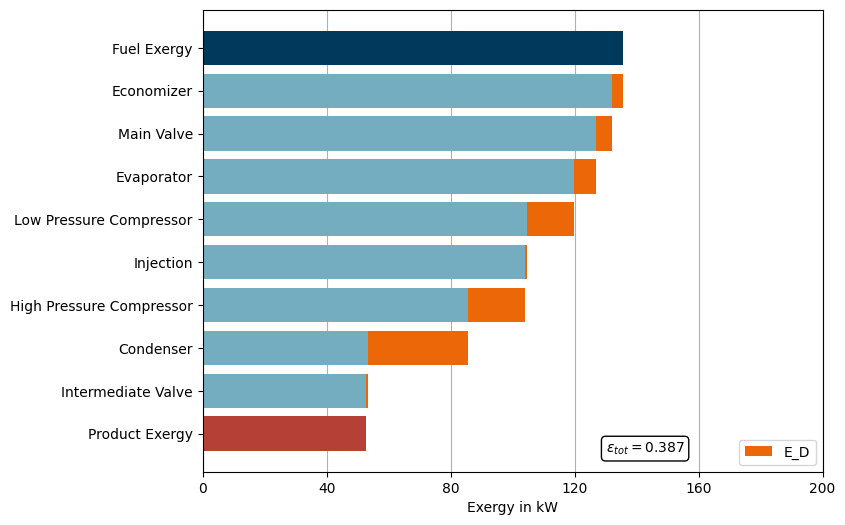 Fuel Exergy
Economizer
Main Valve
Evaporator
Low Pressure Compressor
Injection
High Pressure Compressor
Condenser
Intermediate Valve
Product Exergy
ε_tot = 0.387
E_D
0 40 80 120 160 200
Exergy in kW